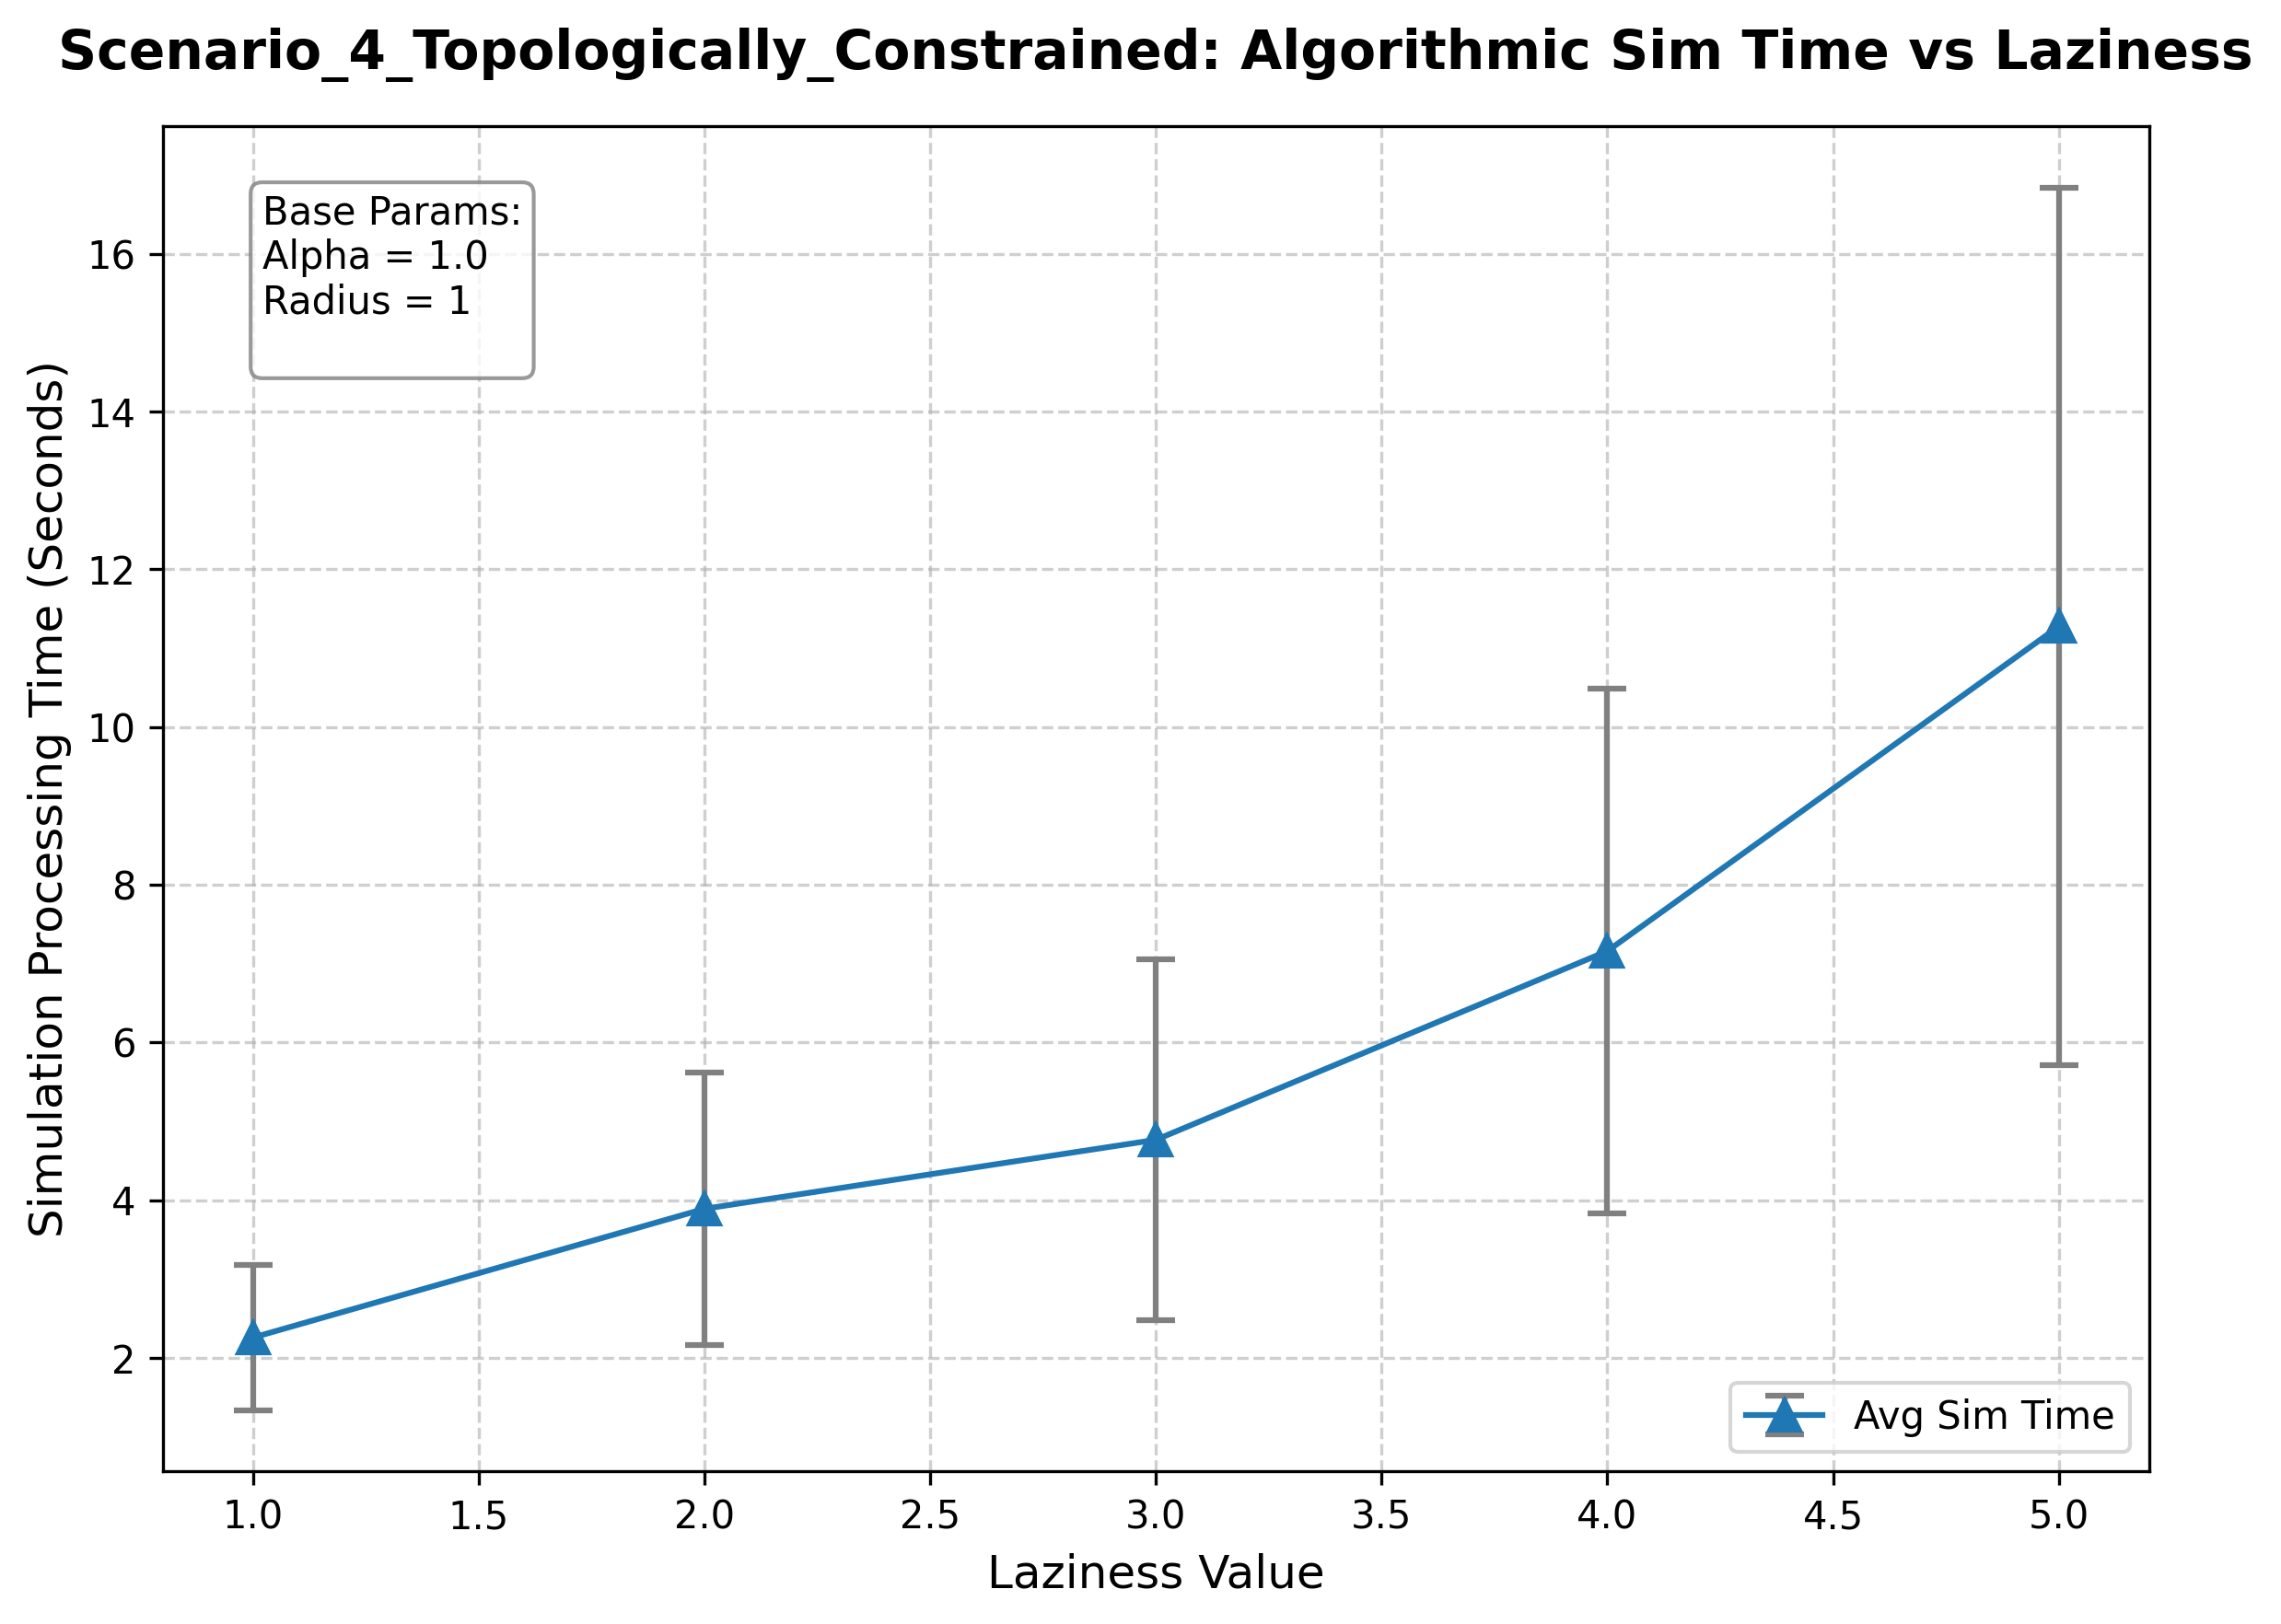 Scenario_4_Topologically_Constrained: Algorithmic Sim Time vs Laziness
Base Params:
Alpha = 1.0
Radius = 1
Simulation Processing Time (Seconds)
16
14
12
10
8
6
4
2
Avg Sim Time
1.0 1.5 2.0 2.5 3.0 3.5 4.0 4.5 5.0
Laziness Value